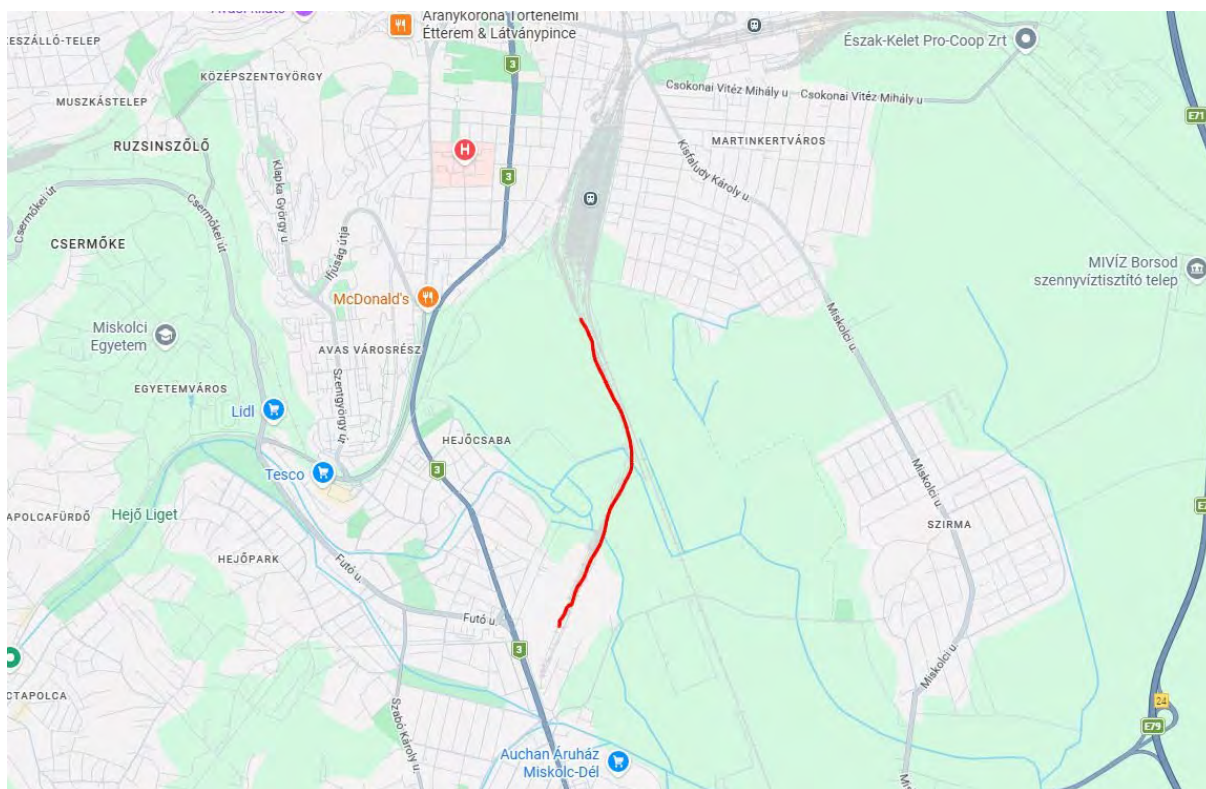 Aranykorona Történelmi
Étterem & Látványpince
3
Észak-Kelet Pro-Coop Zrt
KÖZÉPSZENTGYÖRGY
Csokonai Vitéz Mihály u
Csokonai Vitéz Mihály u
MUSZKÁSTELEP
E71
RUZSINSZŐLŐ
MARTINKERTVÁROS
H
Kisfaludy Károly u.
3
Klapka György u
Csermőkei út
Csermőkei út
CSERMŐKE
Ifjúság útja
MIVÍZ Borsod
szennyvíztisztító telep
McDonald's
Miskolci
Egyetem
AVAS VÁROSRÉSZ
Miskolci u.
Szentgyörgy út
EGYETEMVÁROS
Lidl
HEJŐCSABA
Tesco
3
Miskolci u.
APOLCAFÜRDŐ
Hejő Liget
SZIRMA
HEJŐPARK
Futó u.
Futó u.
3
Miskolci u.
CTAPOLCA
Szabó Károly u.
24
E79
Auchan Áruház
Miskolc-Dél